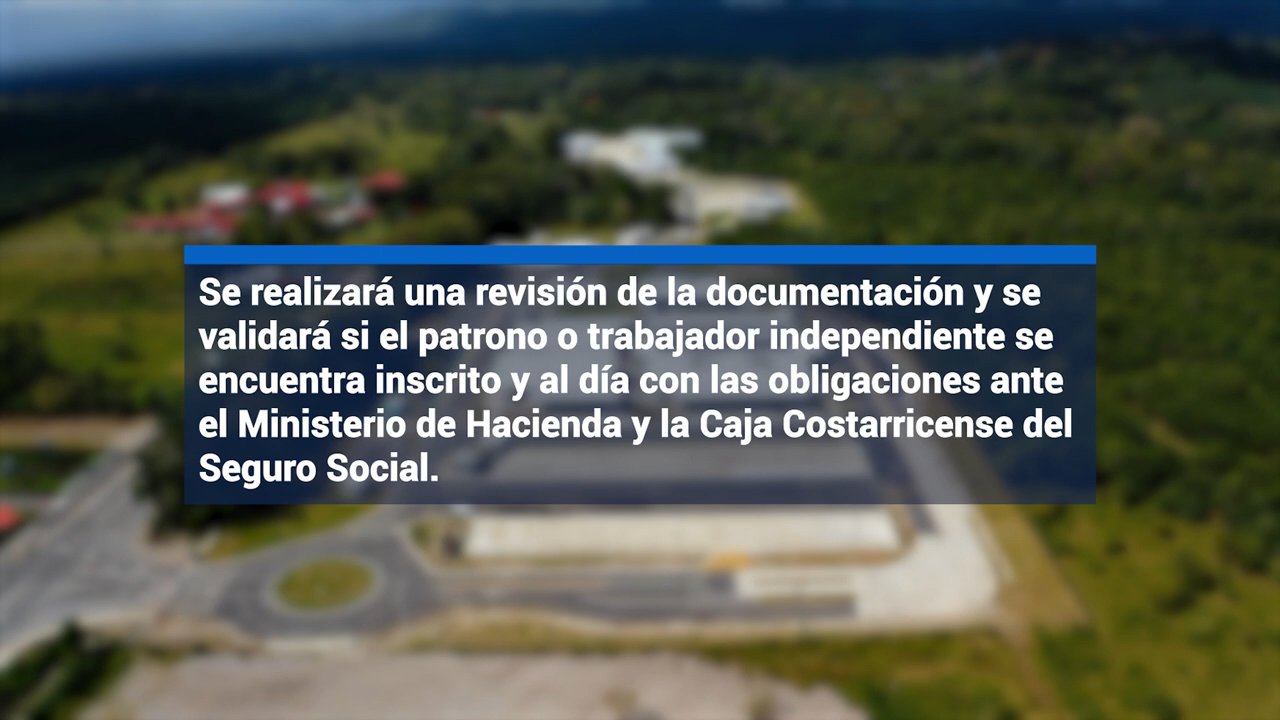 Se realizará una revisión de la documentación y se
validará si el patrono o trabajador independiente se
encuentra inscrito y al día con las obligaciones ante
el Ministerio de Hacienda y la Caja Costarricense del
Seguro Social.